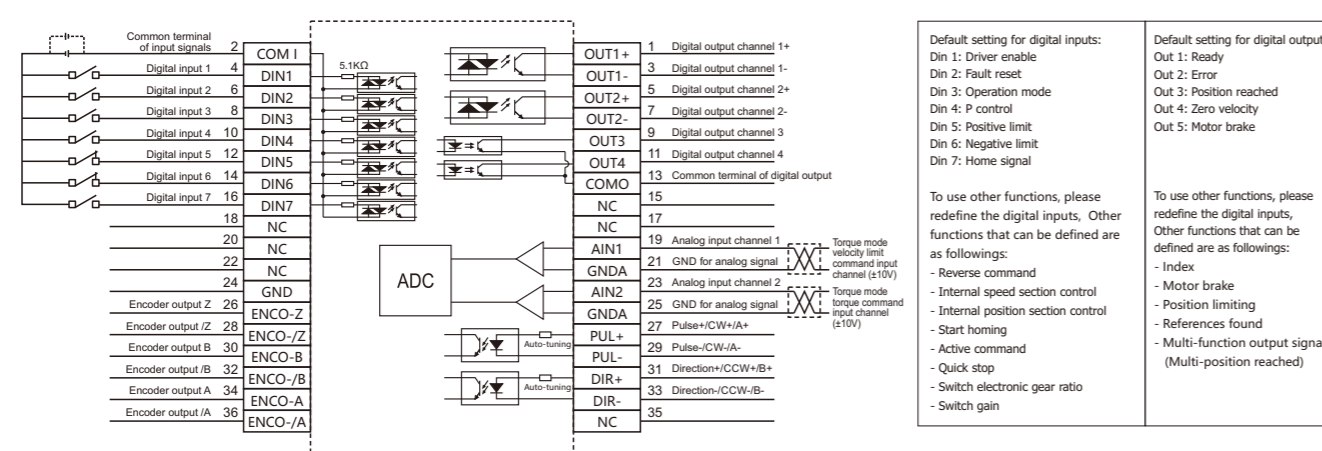 Common terminal
of input signals 2 COM I
Digital input 1 4 DIN1
Digital input 2 6 DIN2
Digital input 3 8 DIN3
Digital input 4 10 DIN4
Digital input 5 12 DIN5
Digital input 6 14 DIN6
Digital input 7 16 DIN7
18 NC
20 NC
22 NC
24 GND
Encoder output Z 26 ENCO-Z
Encoder output /Z 28 ENCO-/Z
Encoder output B 30 ENCO-B
Encoder output /B 32 ENCO-/B
Encoder output A 34 ENCO-A
Encoder output /A 36 ENCO-/A
5.1KΩ
ADC
Auto-tuning
Auto-tuning
OUT1+ 1 Digital output channel 1+
OUT1- 3 Digital output channel 1-
OUT2+ 5 Digital output channel 2+
OUT2- 7 Digital output channel 2-
OUT3 9 Digital output channel 3
OUT4 11 Digital output channel 4
COMO 13 Common terminal of digital output
NC 15
NC 17
AIN1 19 Analog input channel 1
GNDA 21 GND for analog signal
AIN2 23 Analog input channel 2
GNDA 25 GND for analog signal
PUL+ 27 Pulse+/CW+/A+
PUL- 29 Pulse-/CW-/A-
DIR+ 31 Direction+/CCW+/B+
DIR- 33 Direction-/CCW-/B-
NC 35
Torque mode
velocity limit
command input
channel (±10V)
Torque mode
torque command
input channel
(±10V)
Default setting for digital inputs:
Din 1: Driver enable
Din 2: Fault reset
Din 3: Operation mode
Din 4: P control
Din 5: Positive limit
Din 6: Negative limit
Din 7: Home signal
To use other functions, please
redefine the digital inputs, Other
functions that can be defined are
as followings:
- Reverse command
- Internal speed section control
- Internal position section control
- Start homing
- Active command
- Quick stop
- Switch electronic gear ratio
- Switch gain
Default setting for digital output
Out 1: Ready
Out 2: Error
Out 3: Position reached
Out 4: Zero velocity
Out 5: Motor brake
To use other functions, please
redefine the digital inputs,
Other functions that can be
defined are as followings:
- Index
- Motor brake
- Position limiting
- References found
- Multi-function output signa
(Multi-position reached)